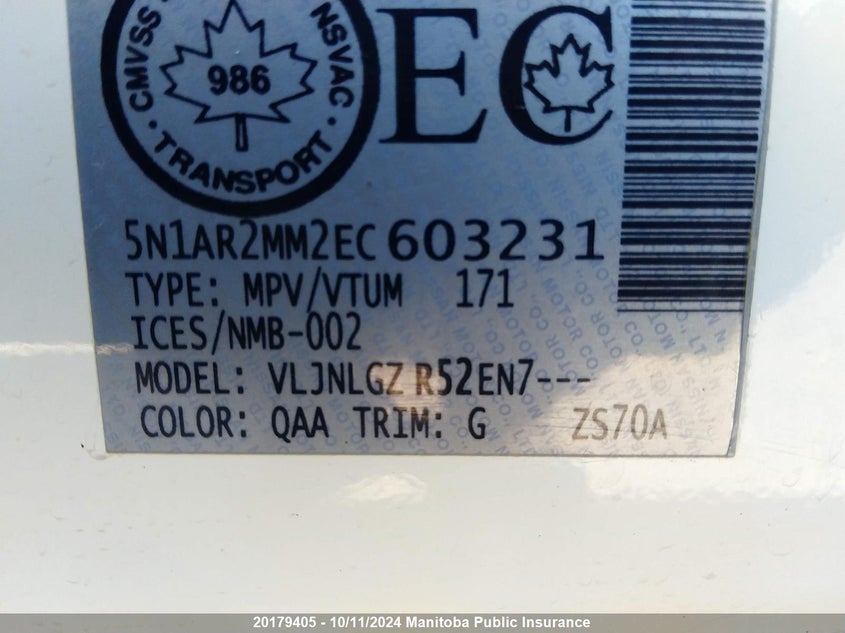 CMVSS NSVAC
986
· TRANSPORT ·
EC
5N1AR2MM2EC603231
TYPE: MPV/VTUM 171
ICES/NMB-002
MODEL: VLJNLGZ R52EN7---
COLOR: QAA TRIM: G ZS70A
20179405 - 10/11/2024 Manitoba Public Insurance